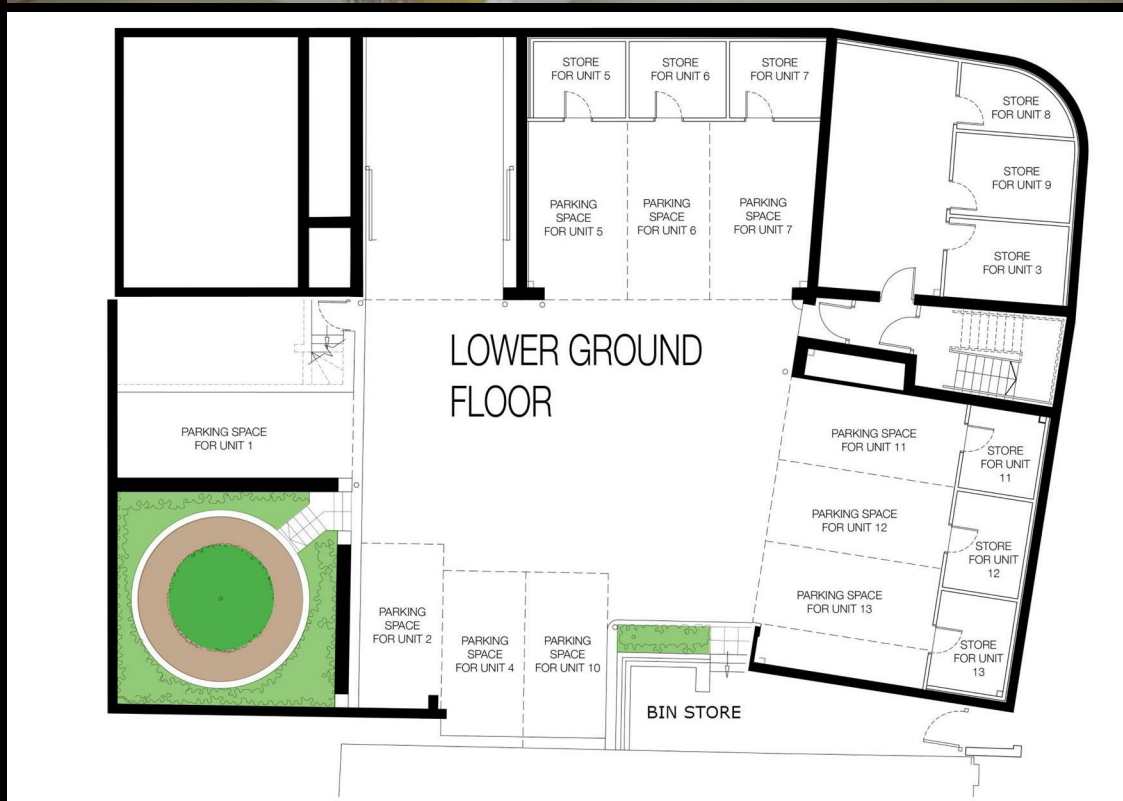 STORE
FOR UNIT 5
STORE
FOR UNIT 6
STORE
FOR UNIT 7
STORE
FOR UNIT 8
STORE
FOR UNIT 9
STORE
FOR UNIT 3
PARKING
SPACE
FOR UNIT 5
PARKING
SPACE
FOR UNIT 6
PARKING
SPACE
FOR UNIT 7
LOWER GROUND
FLOOR
PARKING SPACE
FOR UNIT 1
PARKING SPACE
FOR UNIT 11
STORE
FOR UNIT
11
PARKING SPACE
FOR UNIT 12
STORE
FOR UNIT
12
PARKING SPACE
FOR UNIT 13
STORE
FOR UNIT
13
PARKING
SPACE
FOR UNIT 2
PARKING
SPACE
FOR UNIT 4
PARKING
SPACE
FOR UNIT 10
BIN STORE